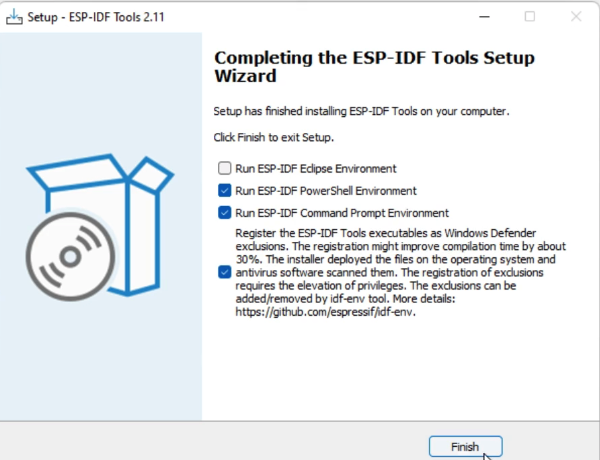 Setup - ESP-IDF Tools 2.11
Completing the ESP-IDF Tools Setup
Wizard
Setup has finished installing ESP-IDF Tools on your computer.
Click Finish to exit Setup.
Run ESP-IDF Eclipse Environment
Run ESP-IDF PowerShell Environment
Run ESP-IDF Command Prompt Environment
Register the ESP-IDF Tools executables as Windows Defender
exclusions. The registration might improve compilation time by about
30%. The installer deployed the files on the operating system and
antivirus software scanned them. The registration of exclusions
requires the elevation of privileges. The exclusions can be
added/removed by idf-env tool. More details:
https://github.com/espressif/idf-env.
Finish